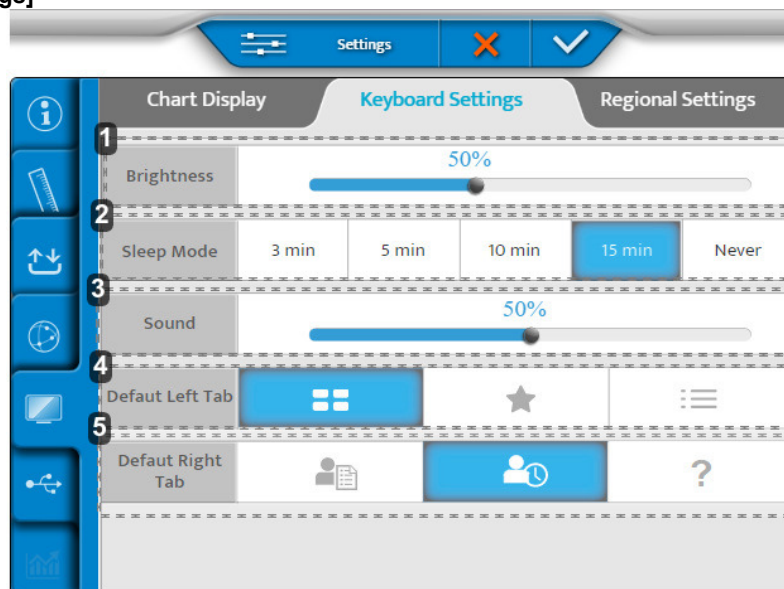 ge]
Settings
Chart Display Keyboard Settings Regional Settings
1
50%
Brightness
2
Sleep Mode 3 min 5 min 10 min 15 min Never
3
50%
Sound
4
Defaut Left Tab
5
Defaut Right
Tab
?